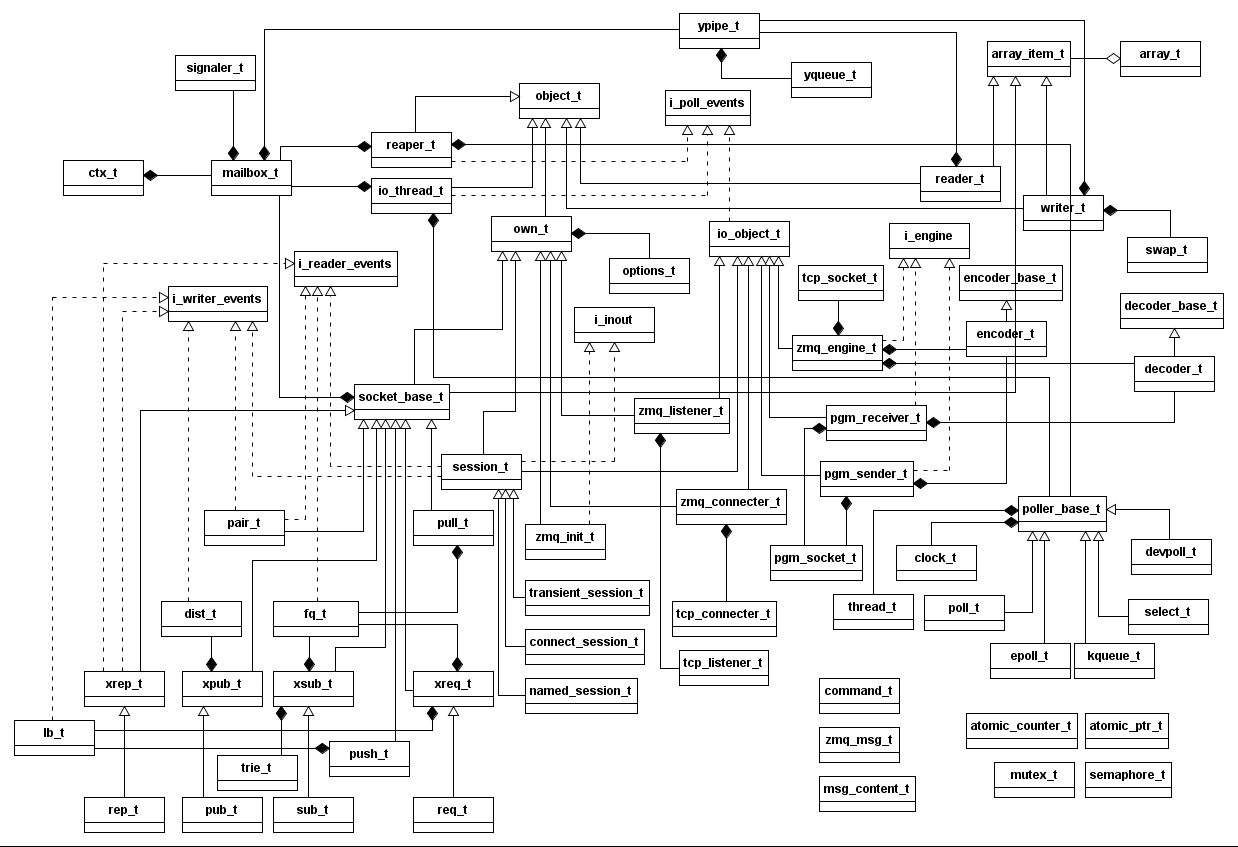 ypipe_t
signaler_t
array_item_t
array_t
yqueue_t
object_t
i_poll_events
reaper_t
ctx_t
mailbox_t
io_thread_t
reader_t
writer_t
own_t
io_object_t
i_engine
swap_t
i_reader_events
options_t
tcp_socket_t
encoder_base_t
i_writer_events
decoder_base_t
i_inout
zmq_engine_t
encoder_t
decoder_t
socket_base_t
zmq_listener_t
pgm_receiver_t
session_t
pgm_sender_t
zmq_connecter_t
poller_base_t
pair_t
pull_t
zmq_init_t
pgm_socket_t
clock_t
devpoll_t
transient_session_t
dist_t
fq_t
tcp_connecter_t
thread_t
poll_t
select_t
connect_session_t
tcp_listener_t
epoll_t
kqueue_t
xrep_t
xpub_t
xsub_t
xreq_t
named_session_t
command_t
lb_t
push_t
trie_t
zmq_msg_t
atomic_counter_t
atomic_ptr_t
mutex_t
semaphore_t
msg_content_t
rep_t
pub_t
sub_t
req_t